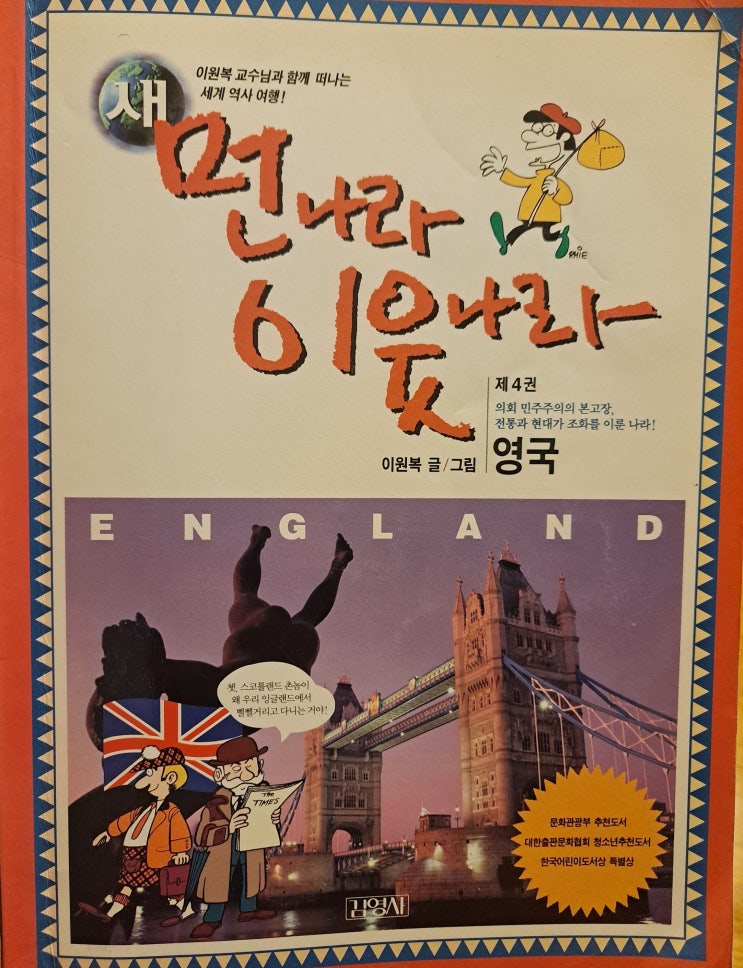 이원복 교수님과 함께 떠나는
세계 역사 여행!
새
먼나라
이웃나라
RHIE
제4권
의회 민주주의의 본고장,
전통과 현대가 조화를 이룬 나라!
이원복 글/그림
영국
ENGLAND
쳇, 스코틀랜드 촌놈이
왜 우리 잉글랜드에서
삘삘거리고 다니는 거야!
THE
TIMES
문화관광부 추천도서
대한출판문화협회 청소년추천도서
한국어린이도서상 특별상
김영사